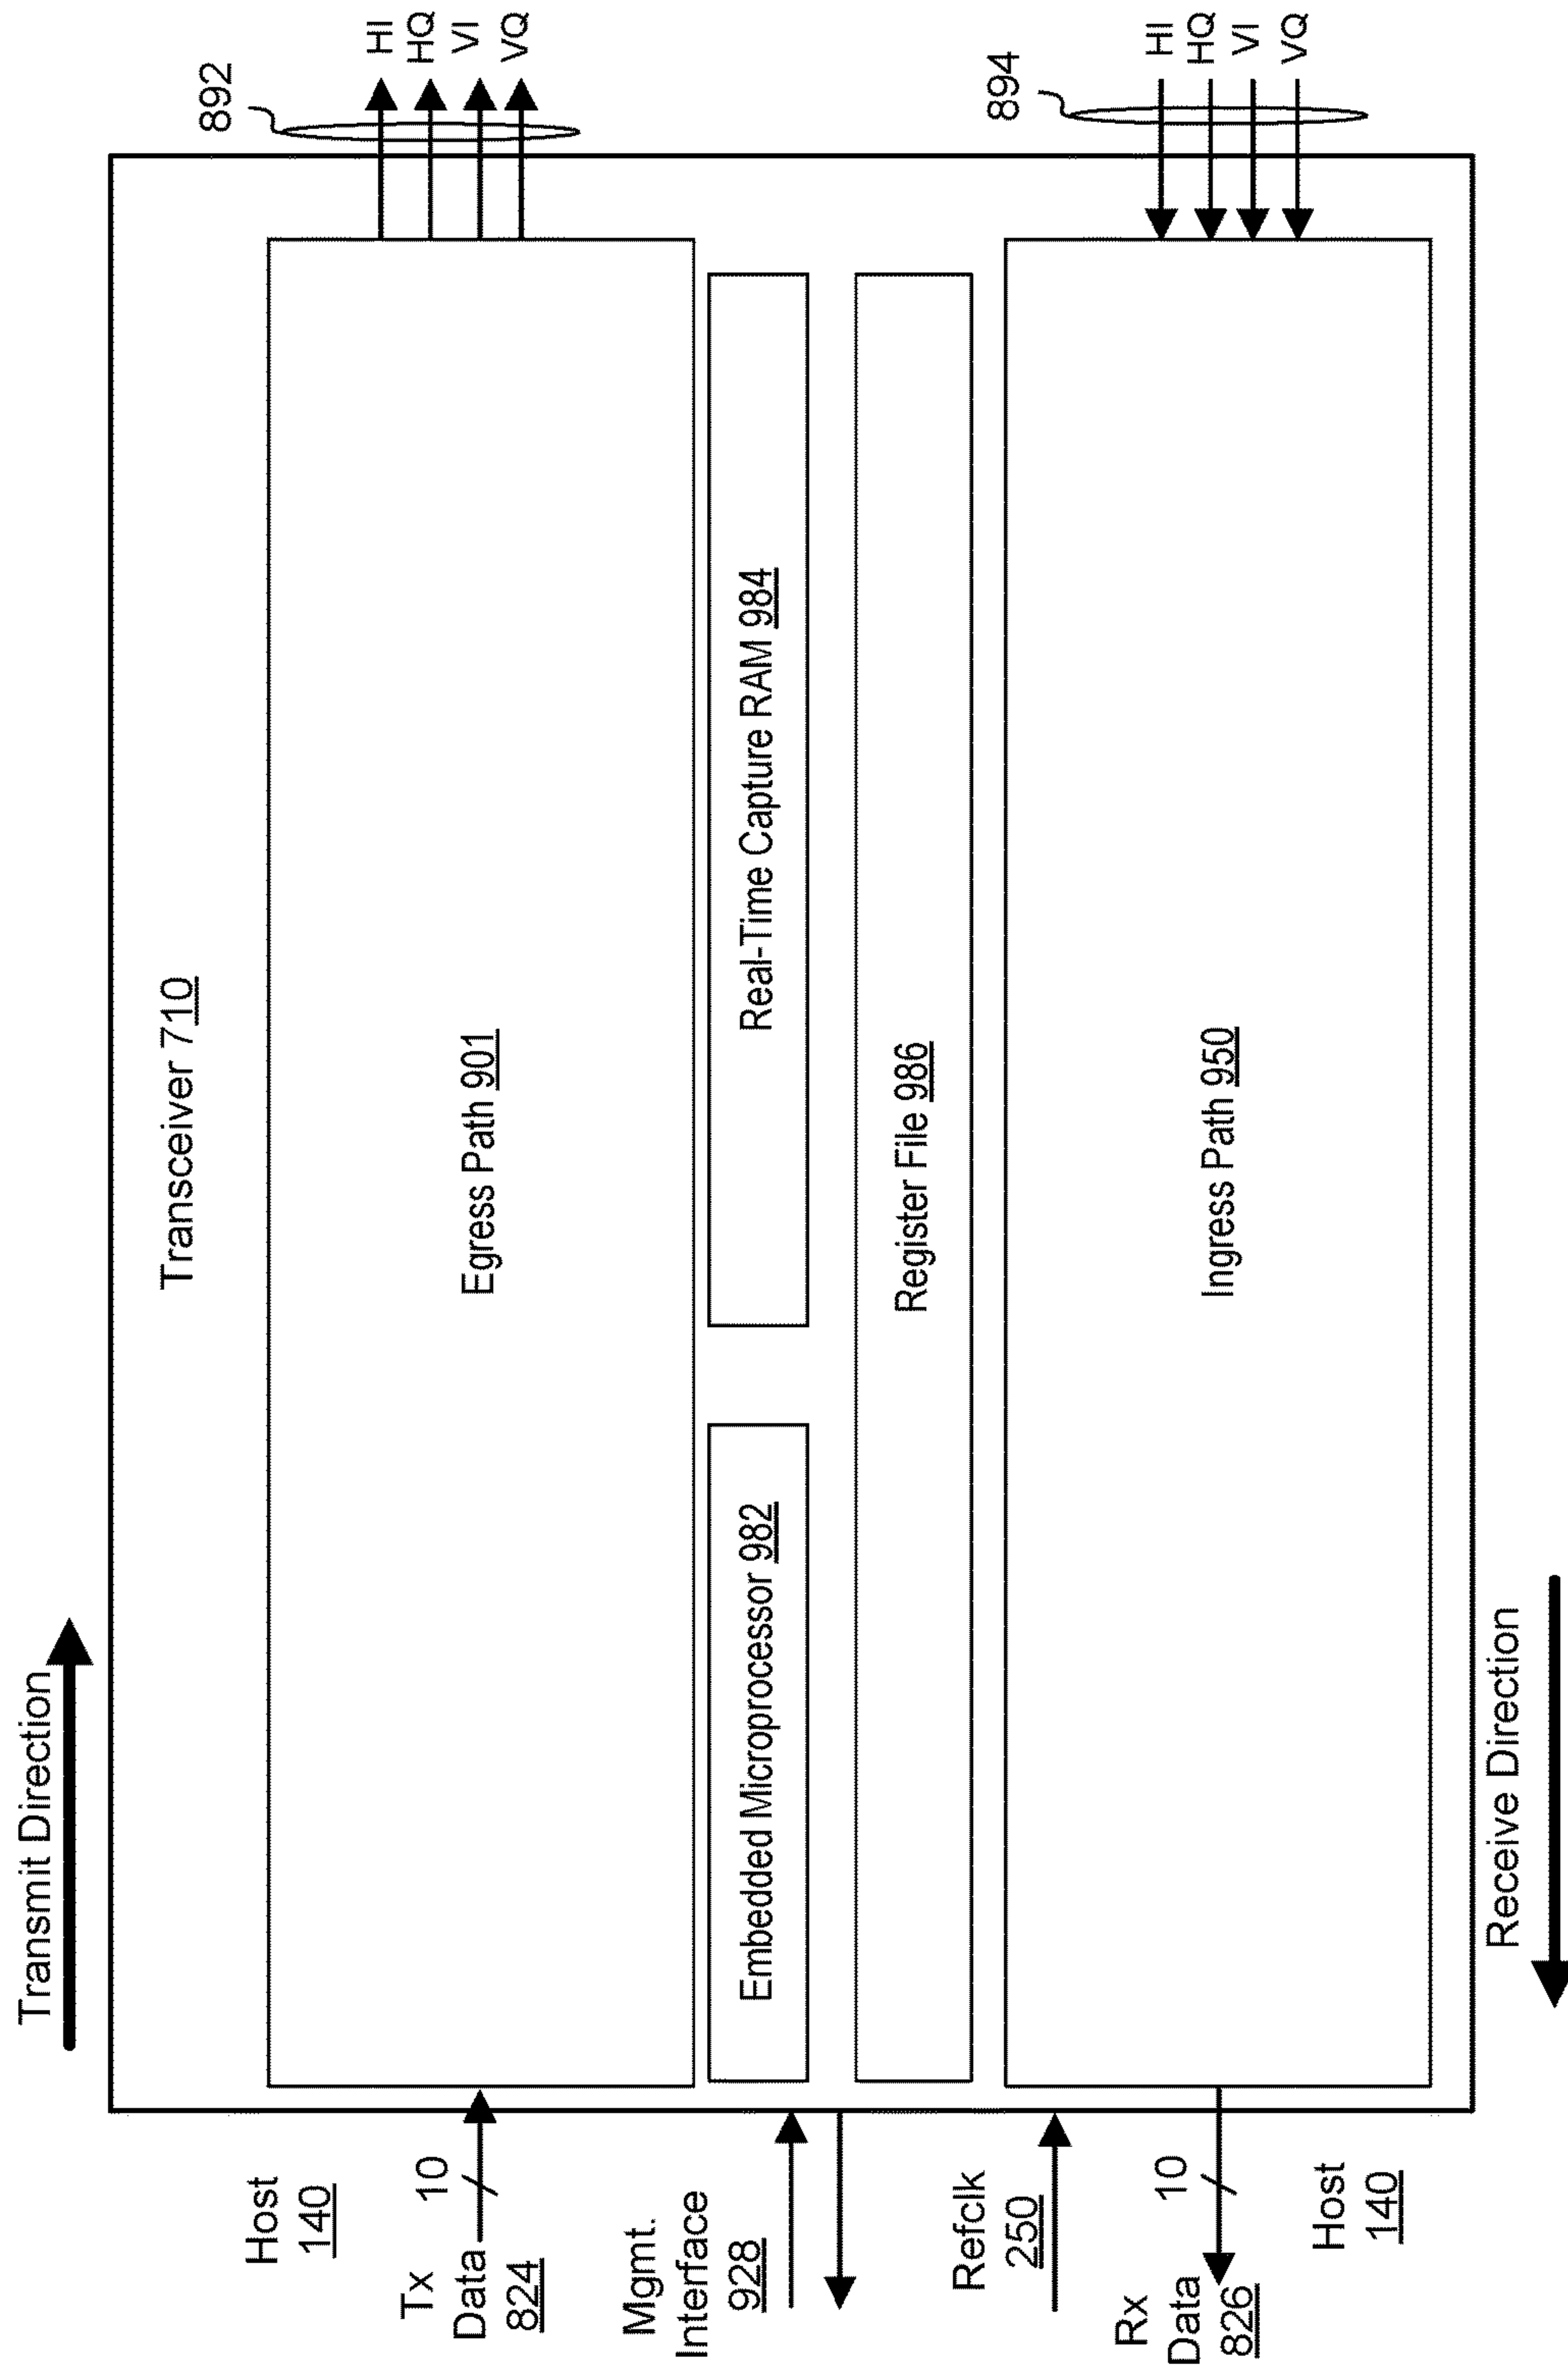 Transmit Direction
Transceiver 710
Host
140
Tx
Data
824
10
Egress Path 901
892
HI
HQ
VI
VQ
Mgmt.
Interface
928
Embedded Microprocessor 982
Real-Time Capture RAM 984
Register File 986
Refclk
250
Rx
Data
826
10
Host
140
Ingress Path 950
894
HI
HQ
VI
VQ
Receive Direction